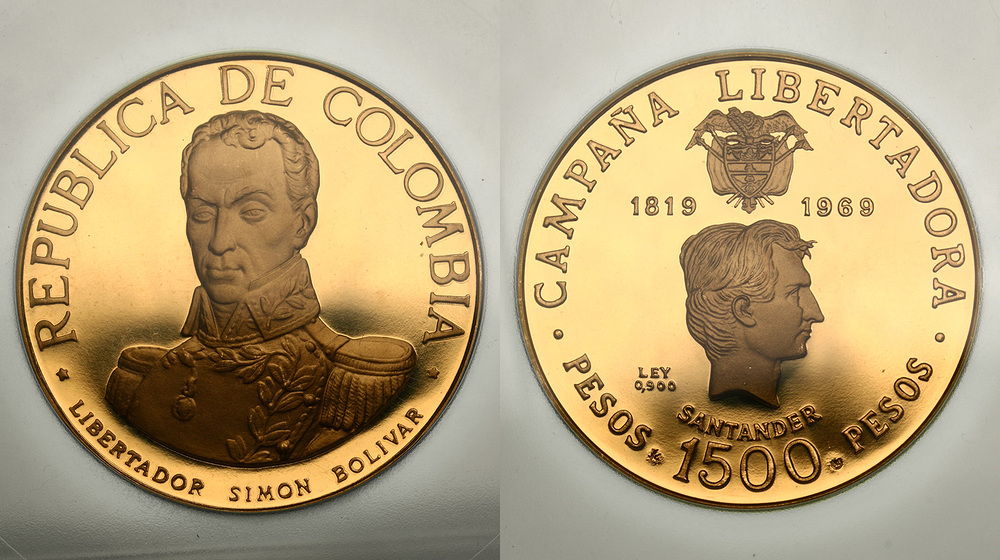 REPUBLICA DE COLOMBIA
LIBERTADOR SIMON BOLIVAR
CAMPAÑA LIBERTADORA
1819 1969
LEY
0,900
SANTANDER
PESOS 1500 PESOS